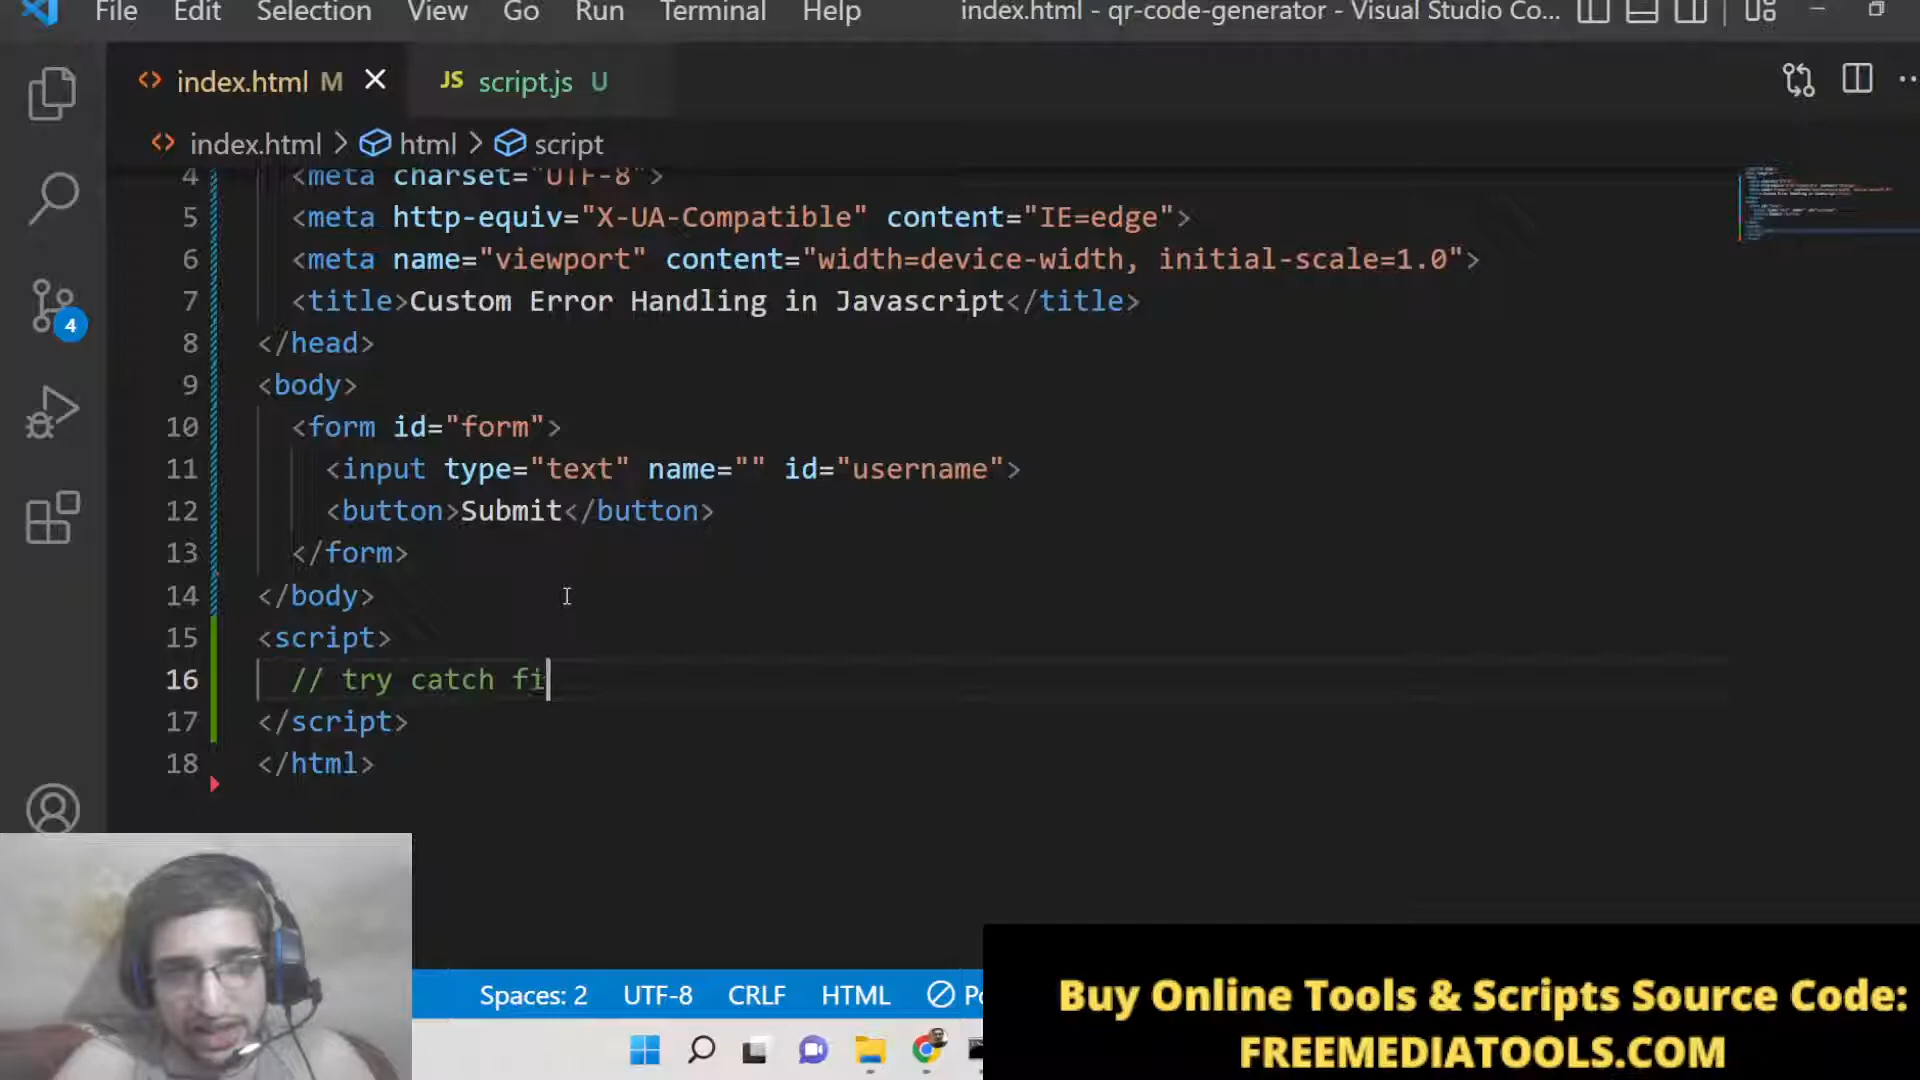 File Edit Selection View Go Run Terminal Help index.html - qr-code-generator - Visual Studio Co...
index.html M JS script.js U
index.html > html > script
4 <meta charset="UTF-8">
5 <meta http-equiv="X-UA-Compatible" content="IE=edge">
6 <meta name="viewport" content="width=device-width, initial-scale=1.0">
7 <title>Custom Error Handling in Javascript</title>
8 </head>
9 <body>
10 <form id="form">
11 <input type="text" name="" id="username">
12 <button>Submit</button>
13 </form>
14 </body>
15 <script>
16 // try catch fi
17 </script>
18 </html>
4
Spaces: 2 UTF-8 CRLF HTML
Buy Online Tools & Scripts Source Code:
FREEMEDIATOOLS.COM